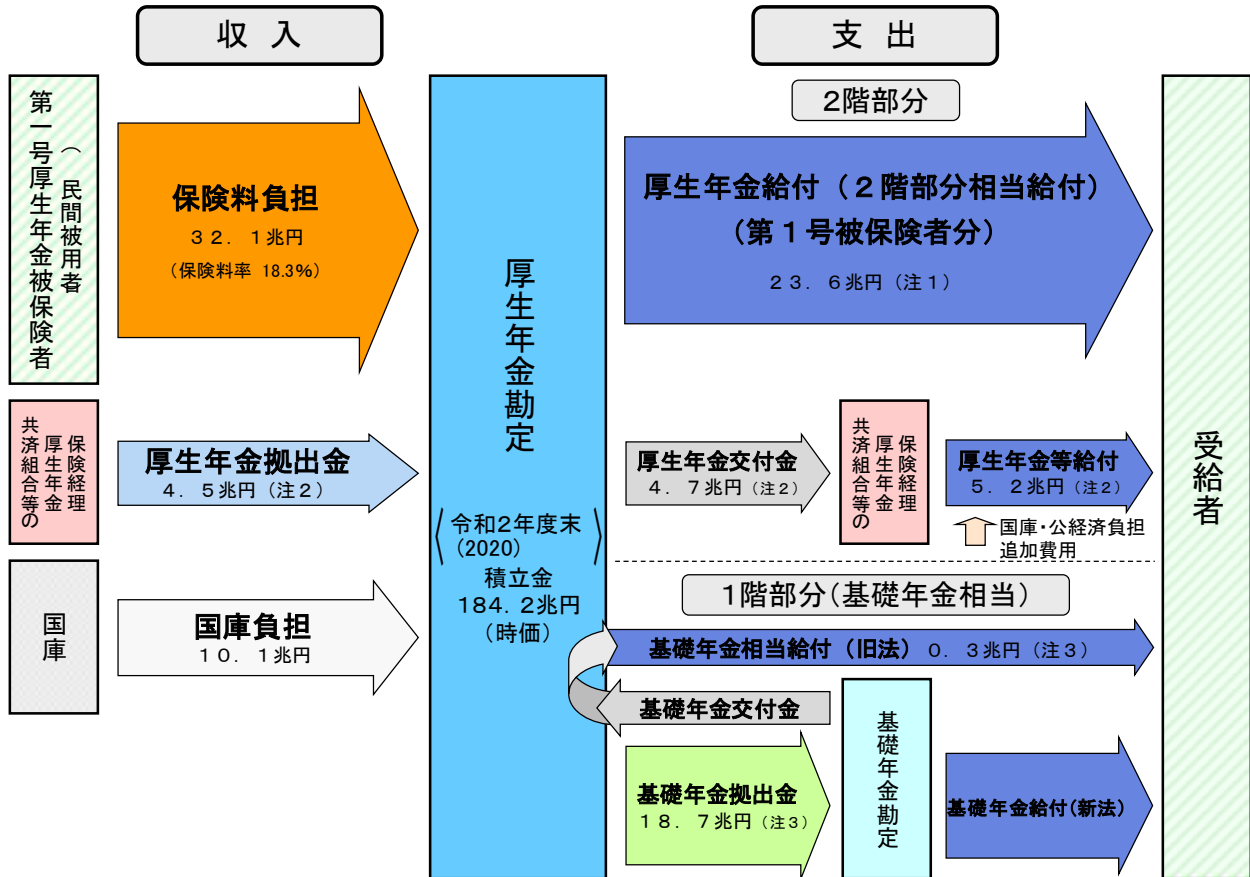 収 入
支 出
第一号厚生年金被保険者
（民間被用者
保険料負担
３２．１兆円
（保険料率 18.3%）
共済組合等の
厚生年金
保険経理
厚生年金拠出金
４．５兆円（注２）
国庫
国庫負担
１０．１兆円
厚生年金勘定
令和2年度末
(2020)
積立金
184.2兆円
（時価）
２階部分
厚生年金給付（２階部分相当給付）
（第１号被保険者分）
２３．６兆円（注１）
厚生年金交付金
４．７兆円（注２）
共済組合等の
厚生年金
保険経理
厚生年金等給付
５．２兆円（注２）
国庫・公経済負担
追加費用
１階部分（基礎年金相当）
基礎年金相当給付（旧法）０．３兆円（注３）
基礎年金交付金
基礎年金拠出金
１８．７兆円（注３）
基礎年金勘定
基礎年金給付（新法）
受給者